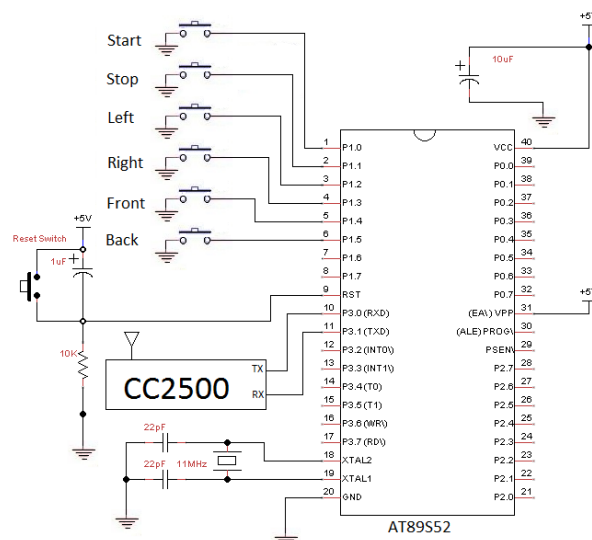 Start
Stop
Left
Right
Front
Back
+5V
Reset Switch
1uF
10K
+5V
10uF
1 P1.0 VCC 40
2 P1.1 P0.0 39
3 P1.2 P0.1 38
4 P1.3 P0.2 37
5 P1.4 P0.3 36
6 P1.5 P0.4 35
7 P1.6 P0.5 34
8 P1.7 P0.6 33
9 RST P0.7 32
10 P3.0 (RXD) (EA\) VPP 31
11 P3.1 (TXD) (ALE) PROG\ 30
12 P3.2 (INT0\) PSEN\ 29
13 P3.3 (INT1\) P2.7 28
14 P3.4 (T0) P2.6 27
15 P3.5 (T1) P2.5 26
16 P3.6 (WR\) P2.4 25
17 P3.7 (RD\) P2.3 24
18 XTAL2 P2.2 23
19 XTAL1 P2.1 22
20 GND P2.0 21
AT89S52
TX
CC2500
RX
22pF
22pF
11MHz